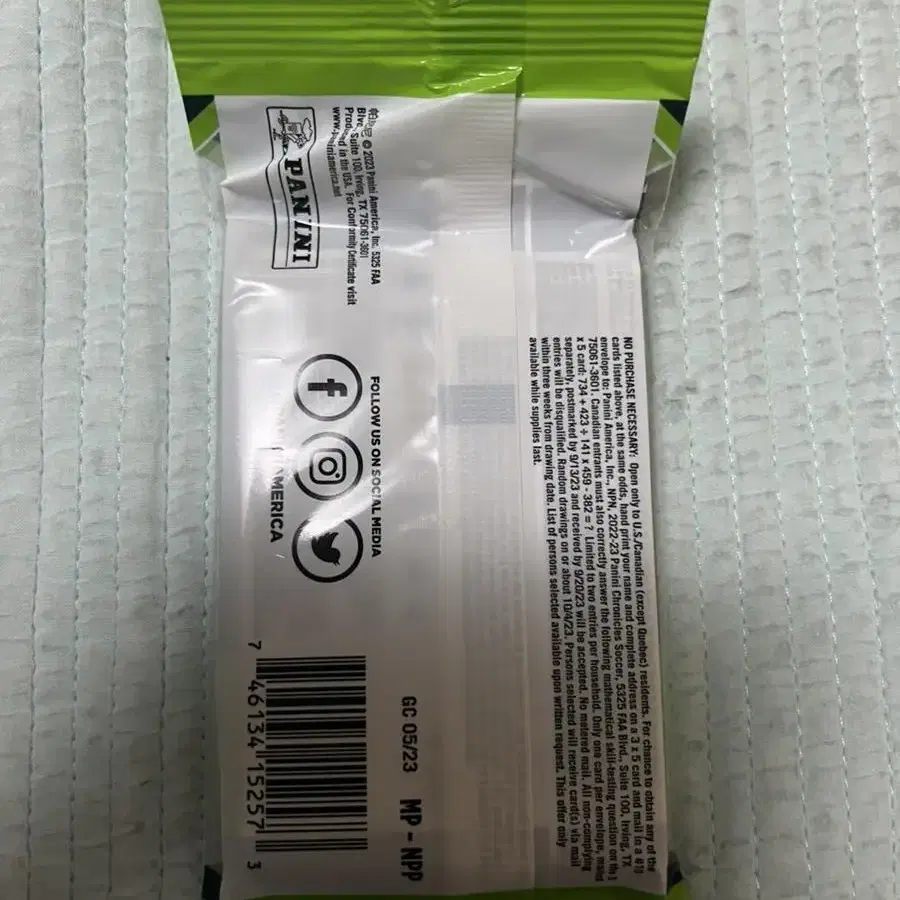 NO PURCHASE NECESSARY: Open only to U.S./Canadian (except Quebec) residents. For chance to obtain any of the
cards listed above, at the same odds, hand print your name and complete address on a 3 x 5 card and mail in a #10
envelope to: Panini America, Inc., NPN, 2022-23 Panini Chronicles Soccer, 5325 FAA Blvd., Suite 100, Irving, TX
75061-3601. Canadian entrants must also correctly answer the following mathematical skill-testing question on the
x 5 card: 734 + 423 ÷ 141 x 459 - 382 = ? Limited to two entries per household. Only one card per envelope, mailed
separately, postmarked by 9/13/23 and received by 9/20/23 will be accepted. No metered mail. All non-complying
entries will be disqualified. Random drawings on or about 10/4/23. Persons selected will receive card(s) via mail
within three weeks from drawing date. List of persons selected available upon written request. This offer only
available while supplies last.
© 2023 Panini America, Inc. 5325 FAA
Blvd. Suite 100, Irving, TX 75061-3601
Produced in the USA. For Conformity Certificate visit
www.paniniamerica.net
PANINI
FOLLOW US ON SOCIAL MEDIA
AMERICA
GC 05/23 MP - NPP
7 46134 15257 3